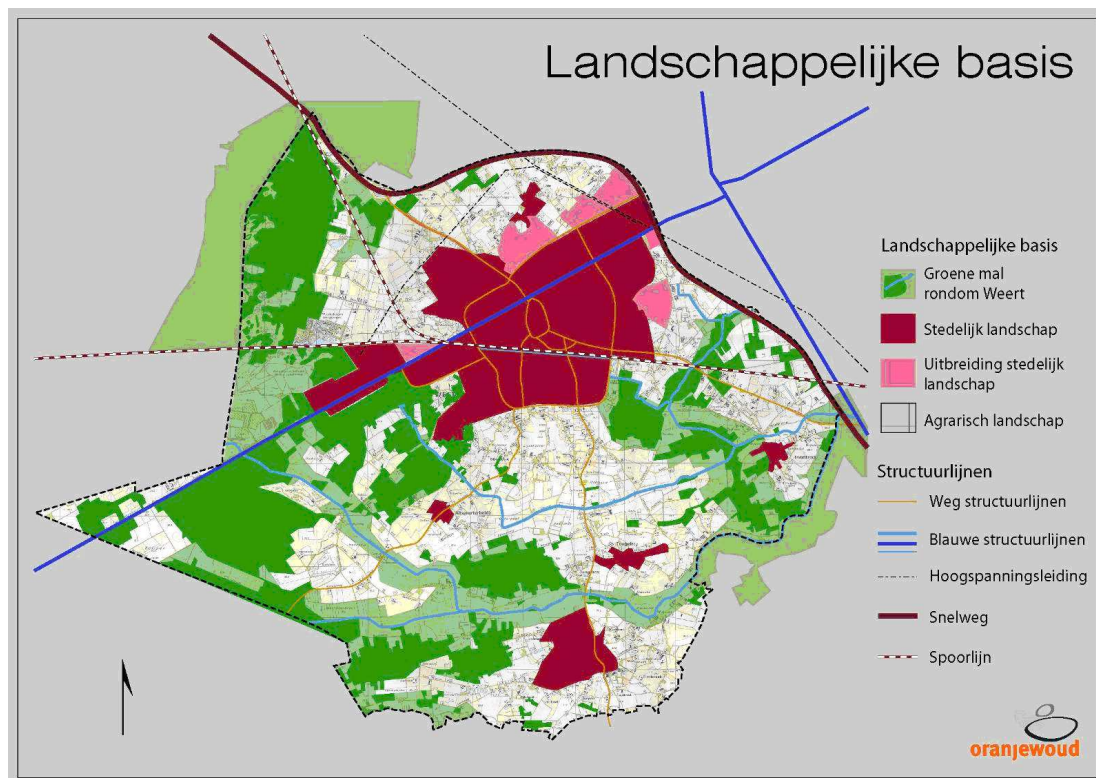 Landschappelijke basis
Landschappelijke basis
Groene mal
rondom Weert
Stedelijk landschap
Uitbreiding stedelijk
landschap
Agrarisch landschap
Structuurlijnen
Weg structuurlijnen
Blauwe structuurlijnen
Hoogspanningsleiding
Snelweg
Spoorlijn
oranjewoud